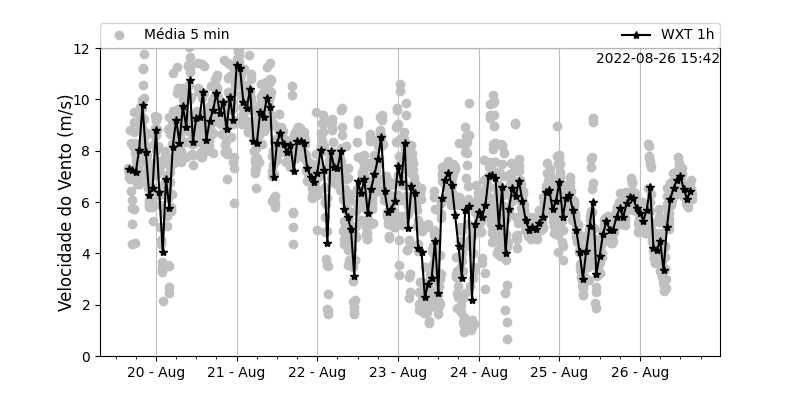 Média 5 min
WXT 1h
2022-08-26 15:42
Velocidade do Vento (m/s)
12
10
8
6
4
2
0
20 - Aug
21 - Aug
22 - Aug
23 - Aug
24 - Aug
25 - Aug
26 - Aug